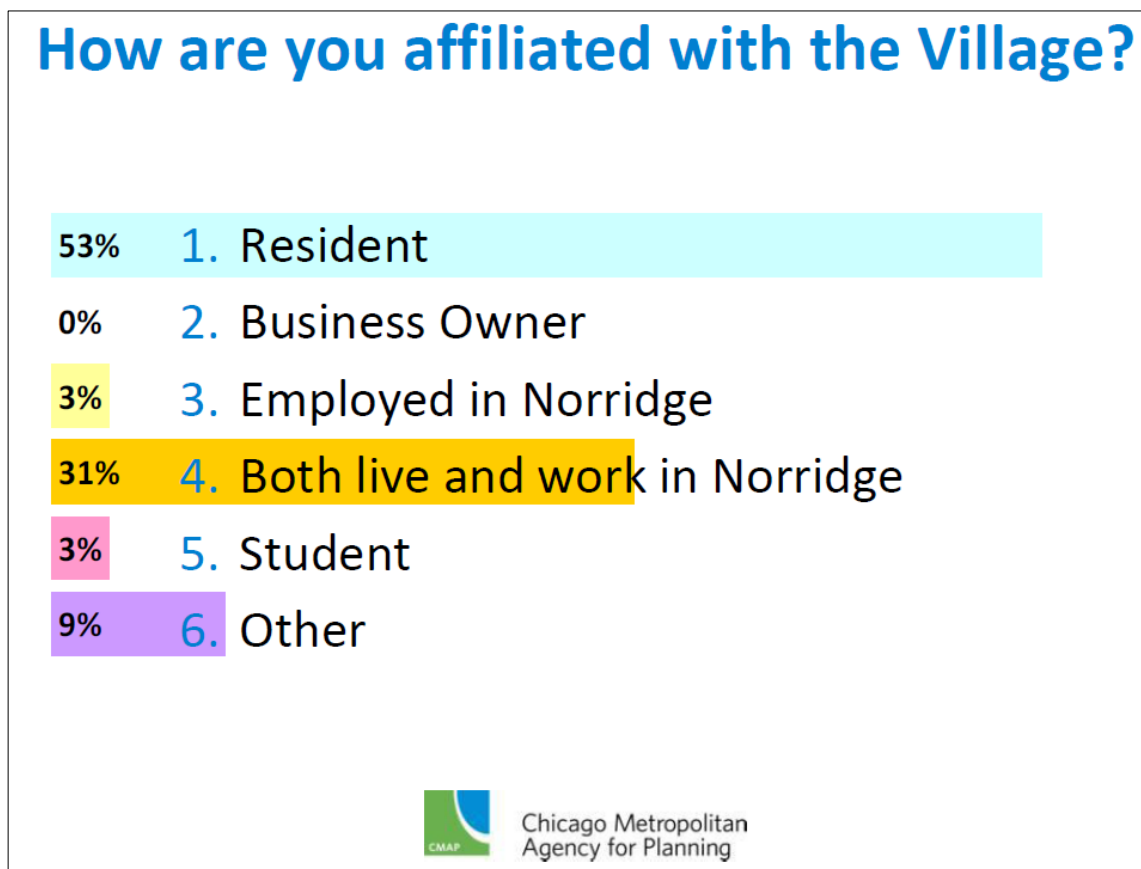 How are you affiliated with the Village?
53% 1. Resident
0% 2. Business Owner
3% 3. Employed in Norridge
31% 4. Both live and work in Norridge
3% 5. Student
9% 6. Other
CMAP
Chicago Metropolitan
Agency for Planning